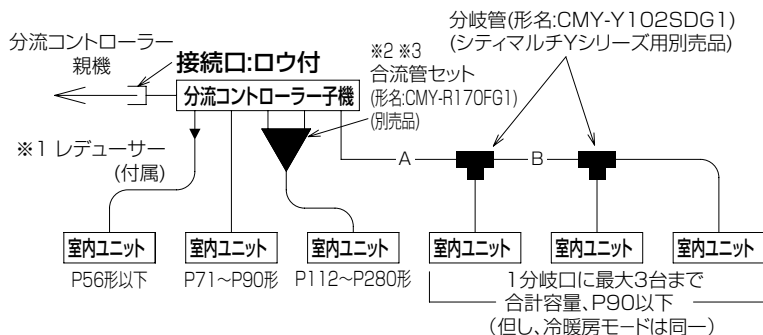 分岐管(形名:CMY-Y102SDG1)
(シティマルチYシリーズ用別売品)
分流コントローラー
親機
接続口:ロウ付
※2 ※3
合流管セット
(形名:CMY-R170FG1)
(別売品)
分流コントローラー子機
※1 レデューサー
(付属)
A
B
室内ユニット
室内ユニット
室内ユニット
室内ユニット
室内ユニット
室内ユニット
P56形以下
P71～P90形
P112～P280形
1分岐口に最大3台まで
合計容量、P90以下
(但し、冷暖房モードは同一)